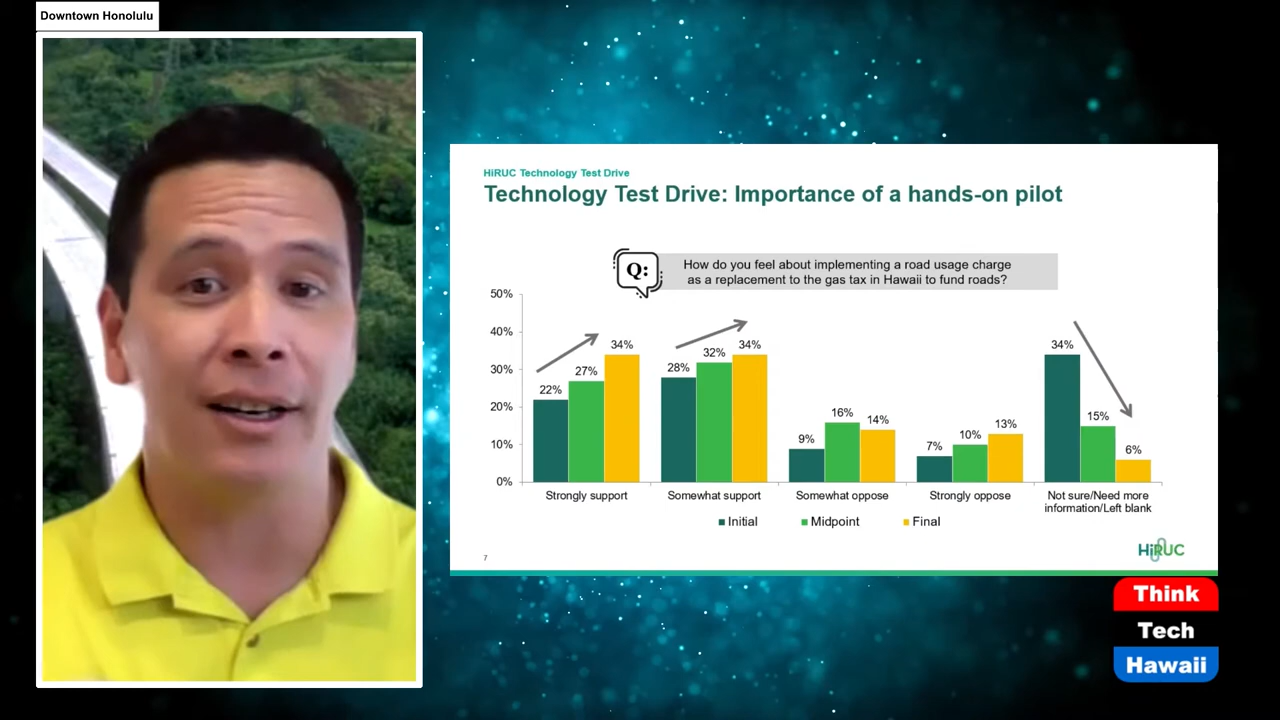 Downtown Honolulu
HiRUC Technology Test Drive
Technology Test Drive: Importance of a hands-on pilot
Q:
How do you feel about implementing a road usage charge
as a replacement to the gas tax in Hawaii to fund roads?
50%
40%
30%
20%
10%
0%
22%
27%
34%
28%
32%
34%
9%
16%
14%
7%
10%
13%
34%
15%
6%
Strongly support
Somewhat support
Somewhat oppose
Strongly oppose
Not sure/Need more
information/Left blank
Initial
Midpoint
Final
7
HiRUC
Think
Tech
Hawaii